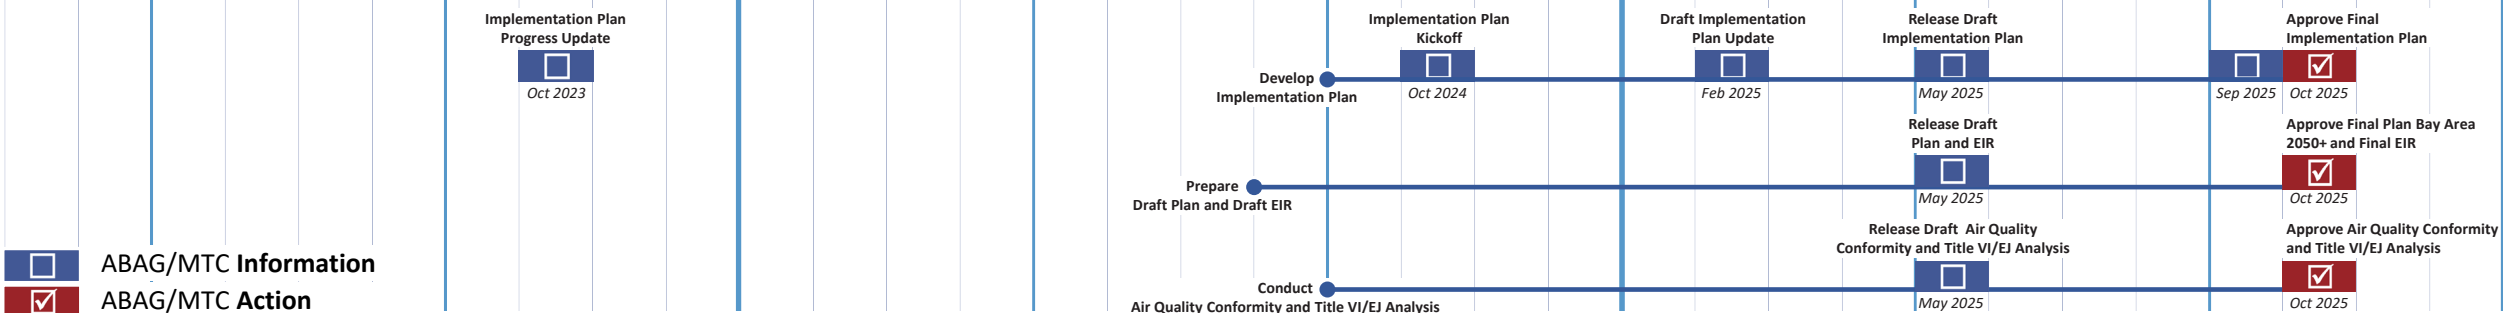 Implementation Plan
Progress Update
Oct 2023
Implementation Plan
Kickoff
Oct 2024
Draft Implementation
Plan Update
Feb 2025
Release Draft
Implementation Plan
May 2025
Sep 2025
Approve Final
Implementation Plan
Oct 2025
Develop
Implementation Plan
Release Draft
Plan and EIR
May 2025
Approve Final Plan Bay Area
2050+ and Final EIR
Oct 2025
Prepare
Draft Plan and Draft EIR
Release Draft Air Quality
Conformity and Title VI/EJ Analysis
May 2025
Approve Air Quality Conformity
and Title VI/EJ Analysis
Oct 2025
Conduct
Air Quality Conformity and Title VI/EJ Analysis
ABAG/MTC Information
ABAG/MTC Action